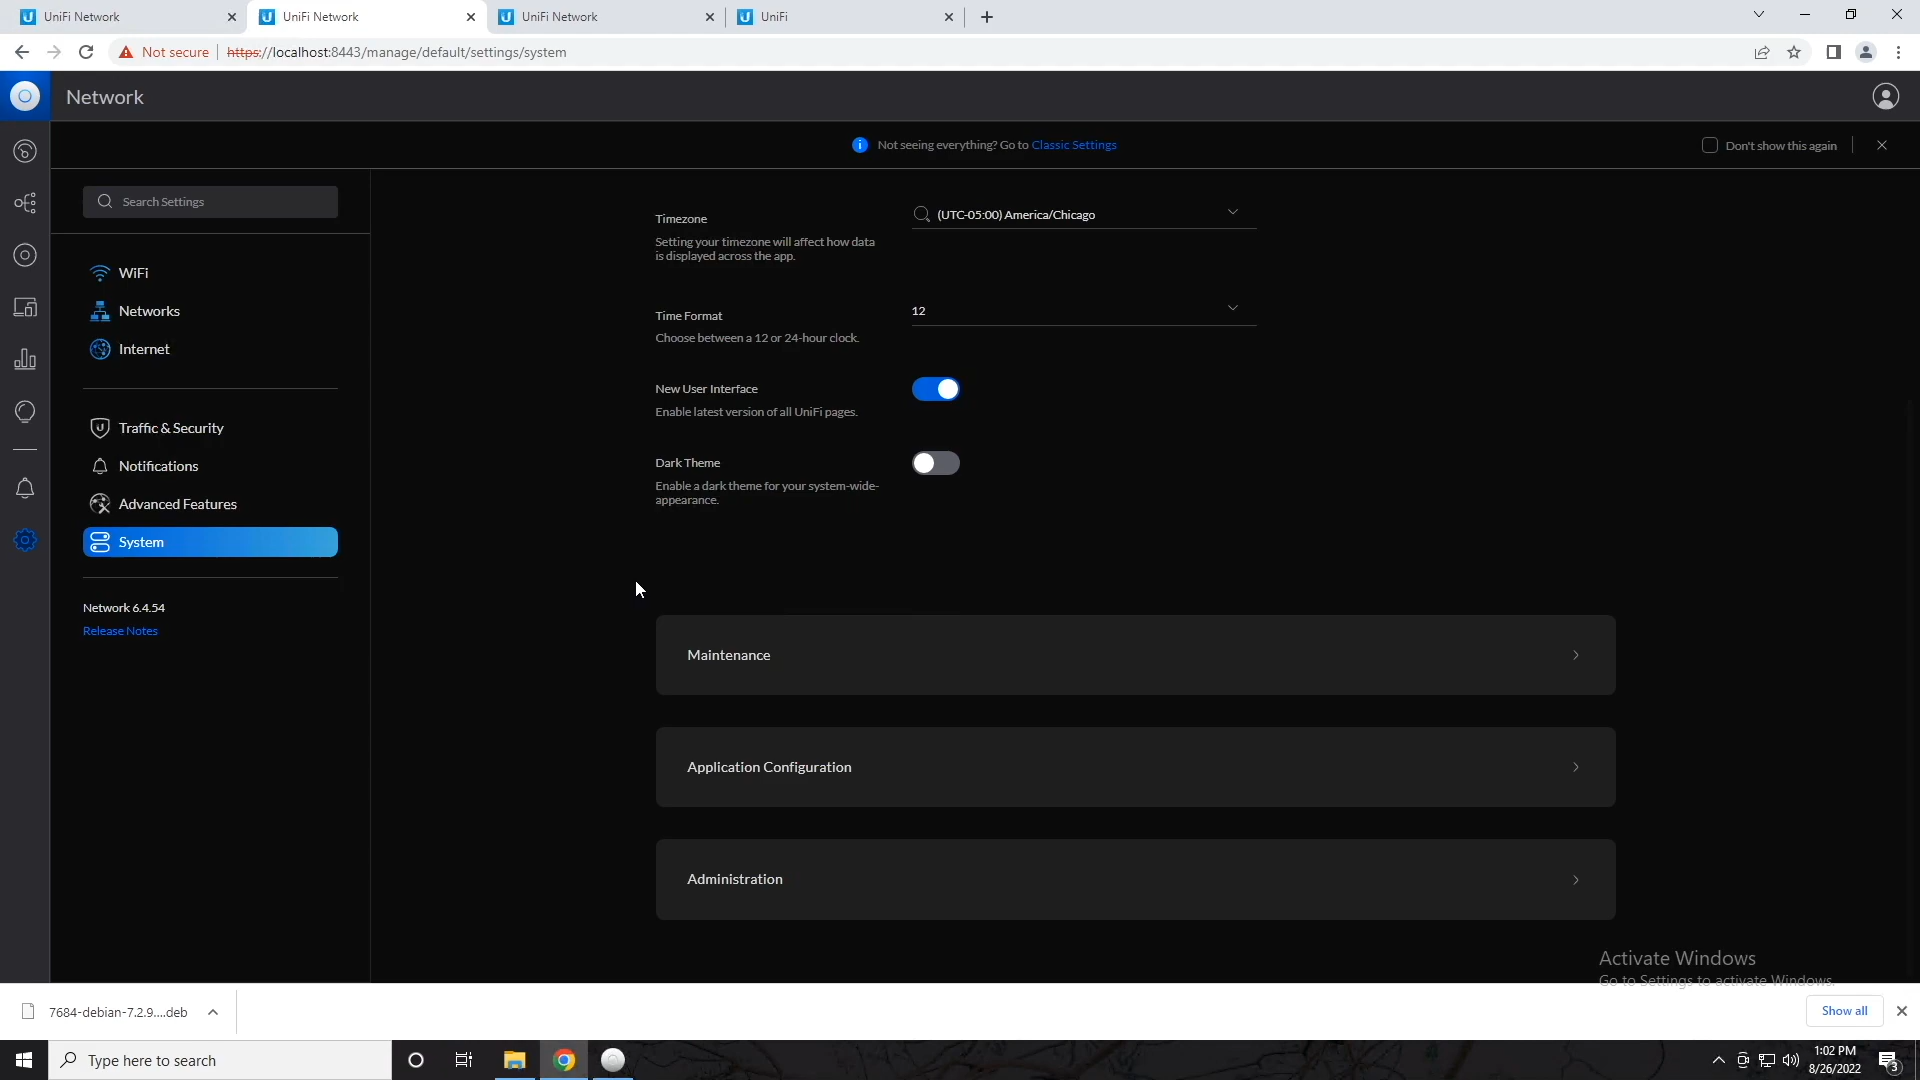 UniFi Network
UniFi Network
UniFi Network
UniFi
Not secure
https://localhost:8443/manage/default/settings/system
Network
Not seeing everything? Go to Classic Settings
Don't show this again
Search Settings
WiFi
Networks
Internet
Traffic & Security
Notifications
Advanced Features
System
Network 6.4.54
Release Notes
Timezone
(UTC-05:00) America/Chicago
Setting your timezone will affect how data
is displayed across the app.
Time Format
12
Choose between a 12 or 24-hour clock.
New User Interface
Enable latest version of all UniFi pages.
Dark Theme
Enable a dark theme for your system-wide-
appearance.
Maintenance
Application Configuration
Administration
Activate Windows
Go to Settings to activate Windows.
7684-debian-7.2.9....deb
Show all
Type here to search
1:02 PM
8/26/2022
3